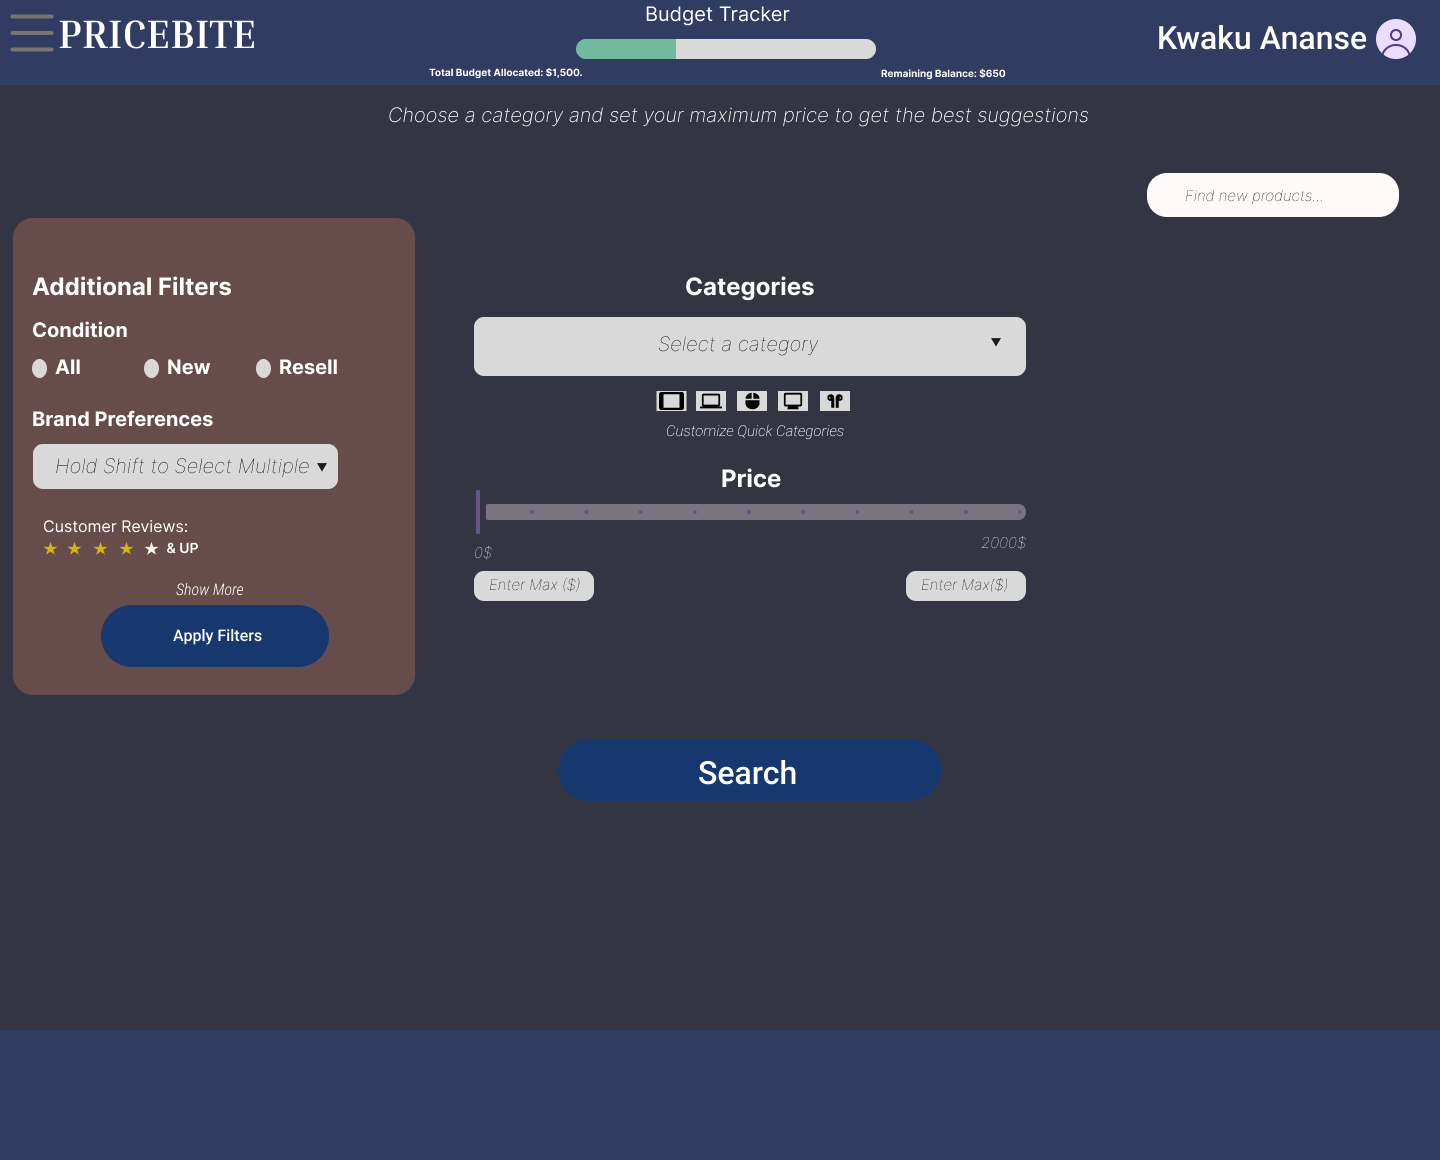 PRICEBITE
Budget Tracker
Total Budget Allocated: $1,500.
Remaining Balance: $650
Kwaku Ananse
Choose a category and set your maximum price to get the best suggestions
Find new products...
Additional Filters
Condition
All New Resell
Brand Preferences
Hold Shift to Select Multiple
Customer Reviews:
& UP
Show More
Apply Filters
Categories
Select a category
Customize Quick Categories
Price
0$
2000$
Enter Max ($)
Enter Max($)
Search